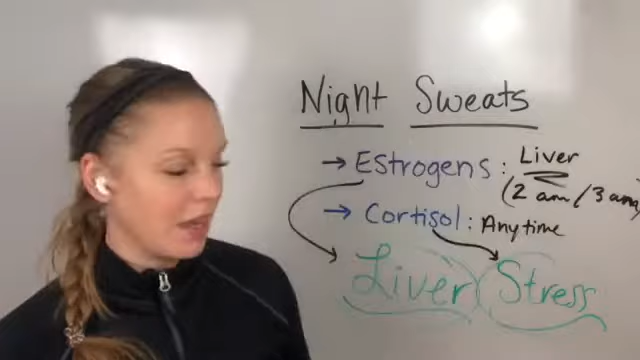 Night Sweats
→ Estrogens: Liver
(2 am / 3 am)
→ Cortisol: Anytime
Liver Stress